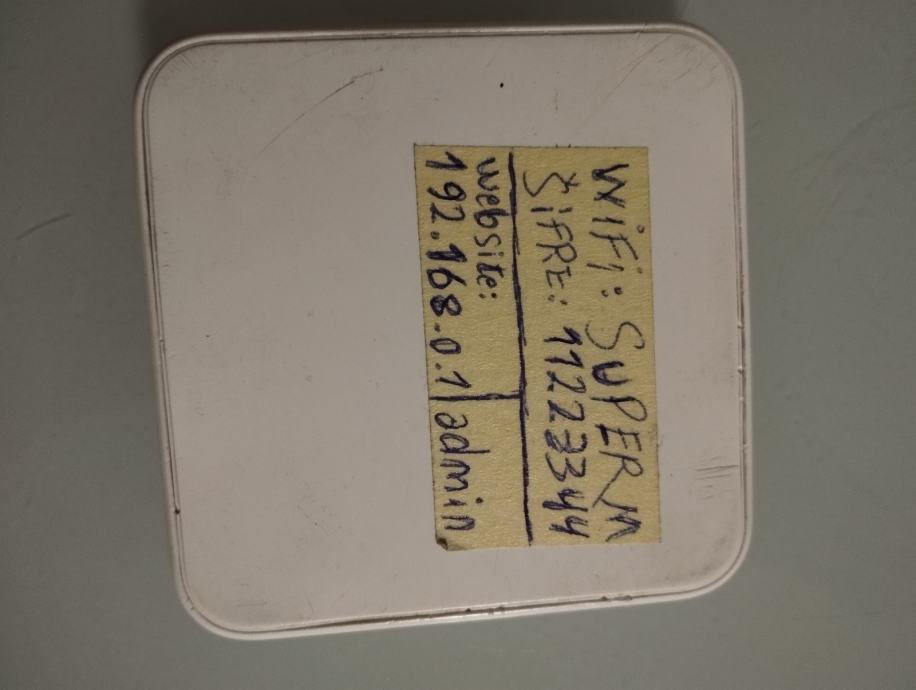 WiFi: SUPERM
ŠiFRE: 11223344
website:
192.168.0.1 | admin